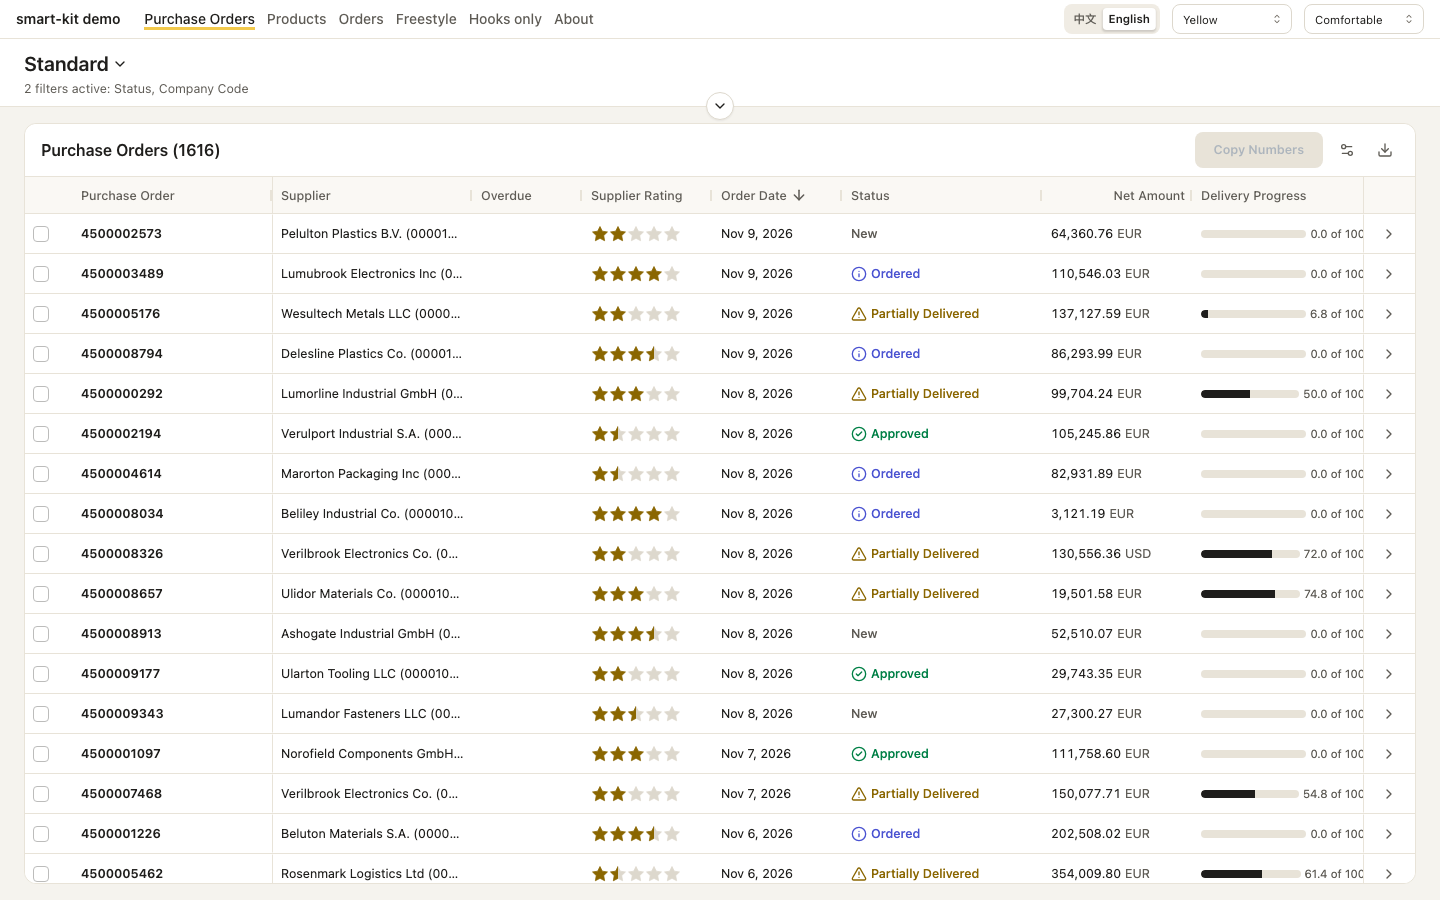 smart-kit demo Purchase Orders Products Orders Freestyle Hooks only About 中文 English Yellow Comfortable
Standard
2 filters active: Status, Company Code
Purchase Orders (1616) Copy Numbers
Purchase Order Supplier Overdue Supplier Rating Order Date Status Net Amount Delivery Progress
4500002573 Pelulton Plastics B.V. (00001... Nov 9, 2026 New 64,360.76 EUR 0.0 of 100
4500003489 Lumubrook Electronics Inc (0... Nov 9, 2026 Ordered 110,546.03 EUR 0.0 of 100
4500005176 Wesultech Metals LLC (0000... Nov 9, 2026 Partially Delivered 137,127.59 EUR 6.8 of 100
4500008794 Delesline Plastics Co. (00001... Nov 9, 2026 Ordered 86,293.99 EUR 0.0 of 100
4500000292 Lumorline Industrial GmbH (0... Nov 8, 2026 Partially Delivered 99,704.24 EUR 50.0 of 100
4500002194 Verulport Industrial S.A. (000... Nov 8, 2026 Approved 105,245.86 EUR 0.0 of 100
4500004614 Marorton Packaging Inc (000... Nov 8, 2026 Ordered 82,931.89 EUR 0.0 of 100
4500008034 Beliley Industrial Co. (000010... Nov 8, 2026 Ordered 3,121.19 EUR 0.0 of 100
4500008326 Verilbrook Electronics Co. (0... Nov 8, 2026 Partially Delivered 130,556.36 USD 72.0 of 100
4500008657 Ulidor Materials Co. (000010... Nov 8, 2026 Partially Delivered 19,501.58 EUR 74.8 of 100
4500008913 Ashogate Industrial GmbH (0... Nov 8, 2026 New 52,510.07 EUR 0.0 of 100
4500009177 Ularton Tooling LLC (000010... Nov 8, 2026 Approved 29,743.35 EUR 0.0 of 100
4500009343 Lumandor Fasteners LLC (00... Nov 8, 2026 New 27,300.27 EUR 0.0 of 100
4500001097 Norofield Components GmbH... Nov 7, 2026 Approved 111,758.60 EUR 0.0 of 100
4500007468 Verilbrook Electronics Co. (0... Nov 7, 2026 Partially Delivered 150,077.71 EUR 54.8 of 100
4500001226 Beluton Materials S.A. (0000... Nov 6, 2026 Ordered 202,508.02 EUR 0.0 of 100
4500005462 Rosenmark Logistics Ltd (00... Nov 6, 2026 Partially Delivered 354,009.80 EUR 61.4 of 100